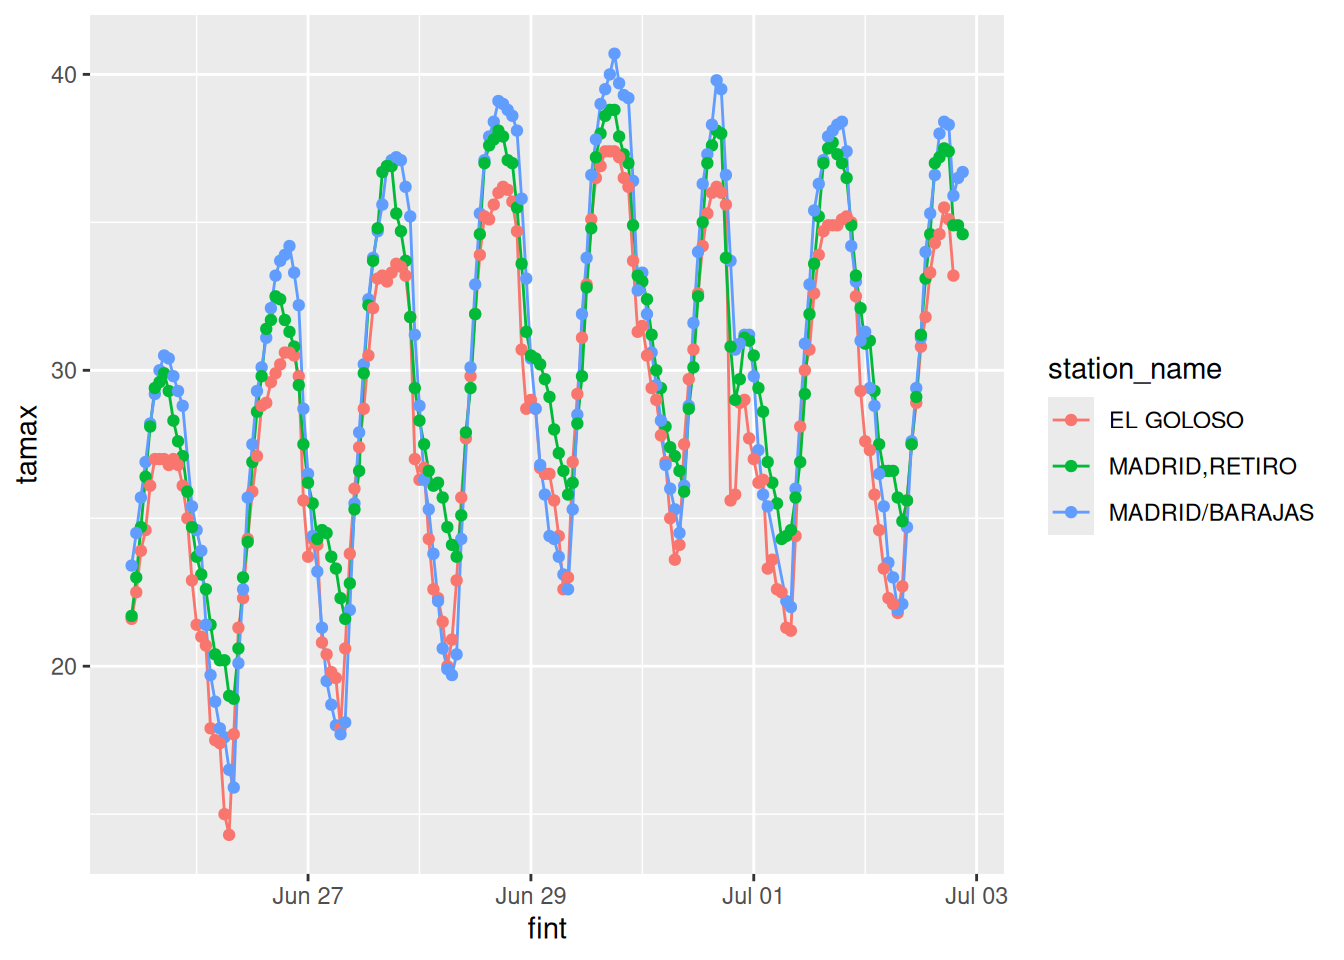 tamax
40
30
20
Jun 27
Jun 29
Jul 01
Jul 03
fint
station_name
EL GOLOSO
MADRID,RETIRO
MADRID/BARAJAS